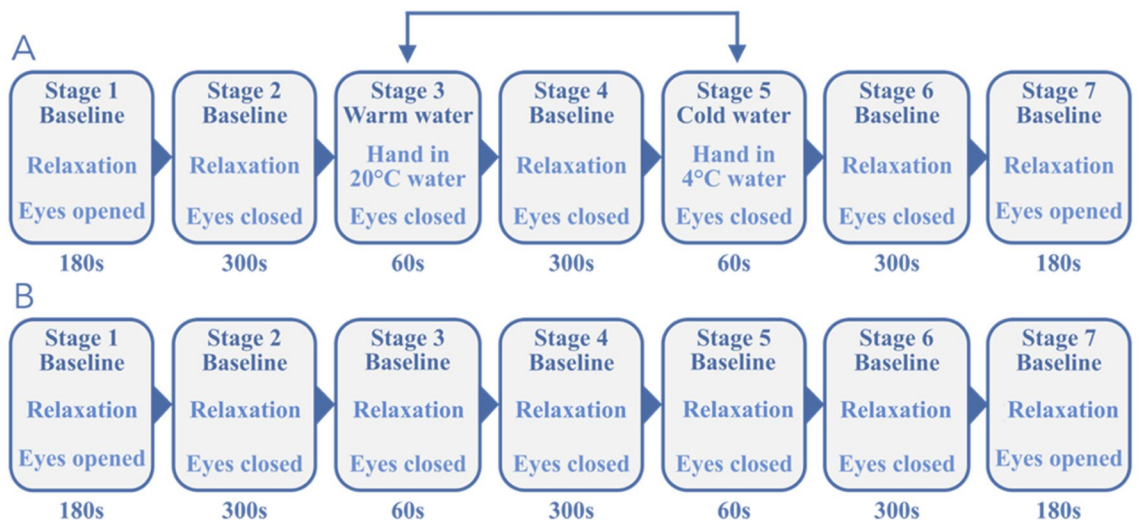 A
Stage 1
Baseline
Relaxation
Eyes opened
180s
Stage 2
Baseline
Relaxation
Eyes closed
300s
Stage 3
Warm water
Hand in
20°C water
Eyes closed
60s
Stage 4
Baseline
Relaxation
Eyes closed
300s
Stage 5
Cold water
Hand in
4°C water
Eyes closed
60s
Stage 6
Baseline
Relaxation
Eyes closed
300s
Stage 7
Baseline
Relaxation
Eyes opened
180s
B
Stage 1
Baseline
Relaxation
Eyes opened
180s
Stage 2
Baseline
Relaxation
Eyes closed
300s
Stage 3
Baseline
Relaxation
Eyes closed
60s
Stage 4
Baseline
Relaxation
Eyes closed
300s
Stage 5
Baseline
Relaxation
Eyes closed
60s
Stage 6
Baseline
Relaxation
Eyes closed
300s
Stage 7
Baseline
Relaxation
Eyes opened
180s